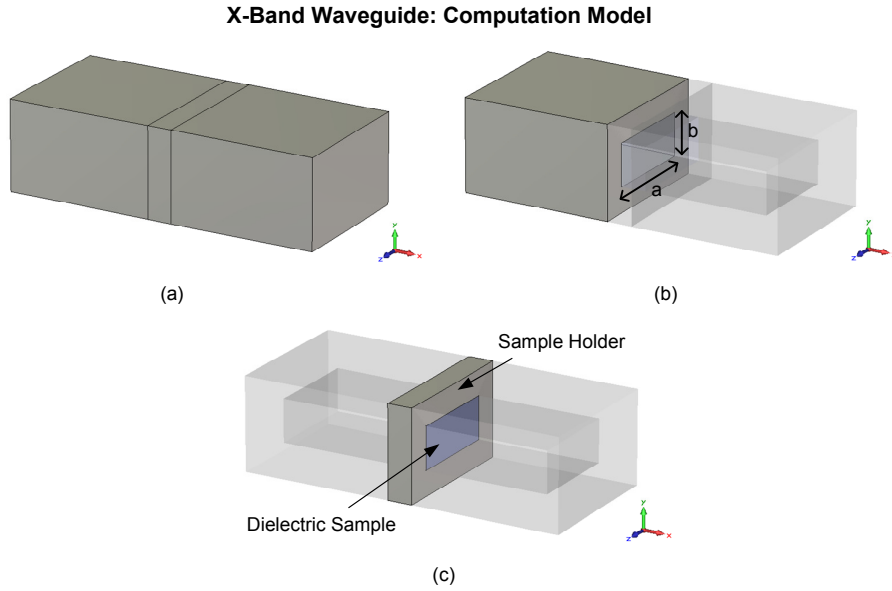 X-Band Waveguide: Computation Model
y
x
z
(a)
b
a
y
z
(b)
Sample Holder
Dielectric Sample
y
x
z
(c)